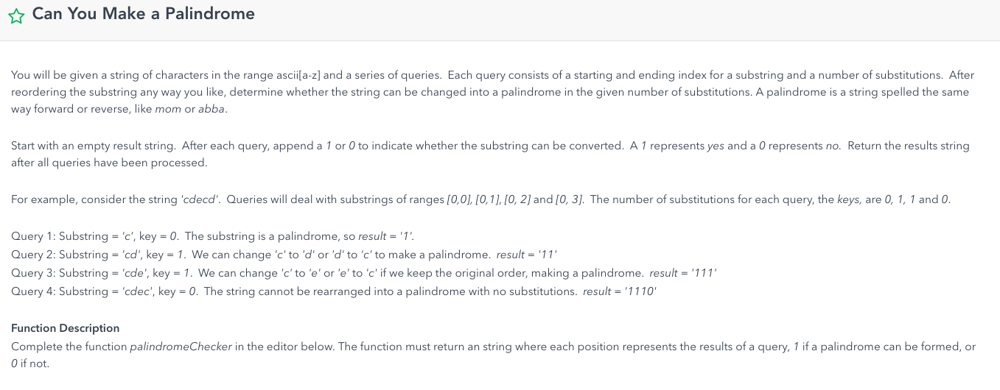 Can You Make a Palindrome
You will be given a string of characters in the range ascii[a-z] and a series of queries. Each query consists of a starting and ending index for a substring and a number of substitutions. After
reordering the substring any way you like, determine whether the string can be changed into a palindrome in the given number of substitutions. A palindrome is a string spelled the same
way forward or reverse, like mom or abba.
Start with an empty result string. After each query, append a 1 or 0 to indicate whether the substring can be converted. A 1 represents yes and a 0 represents no. Return the results string
after all queries have been processed.
For example, consider the string 'cdecd'. Queries will deal with substrings of ranges [0,0], [0,1], [0, 2] and [0, 3]. The number of substitutions for each query, the keys, are 0, 1, 1 and 0.
Query 1: Substring = 'c', key = 0. The substring is a palindrome, so result = '1'.
Query 2: Substring = 'cd', key = 1. We can change 'c' to 'd' or 'd' to 'c' to make a palindrome. result = '11'
Query 3: Substring = 'cde', key = 1. We can change 'c' to 'e' or 'e' to 'c' if we keep the original order, making a palindrome. result = '111'
Query 4: Substring = 'cdec', key = 0. The string cannot be rearranged into a palindrome with no substitutions. result = '1110'
Function Description
Complete the function palindromeChecker in the editor below. The function must return an string where each position represents the results of a query, 1 if a palindrome can be formed, or
0 if not.